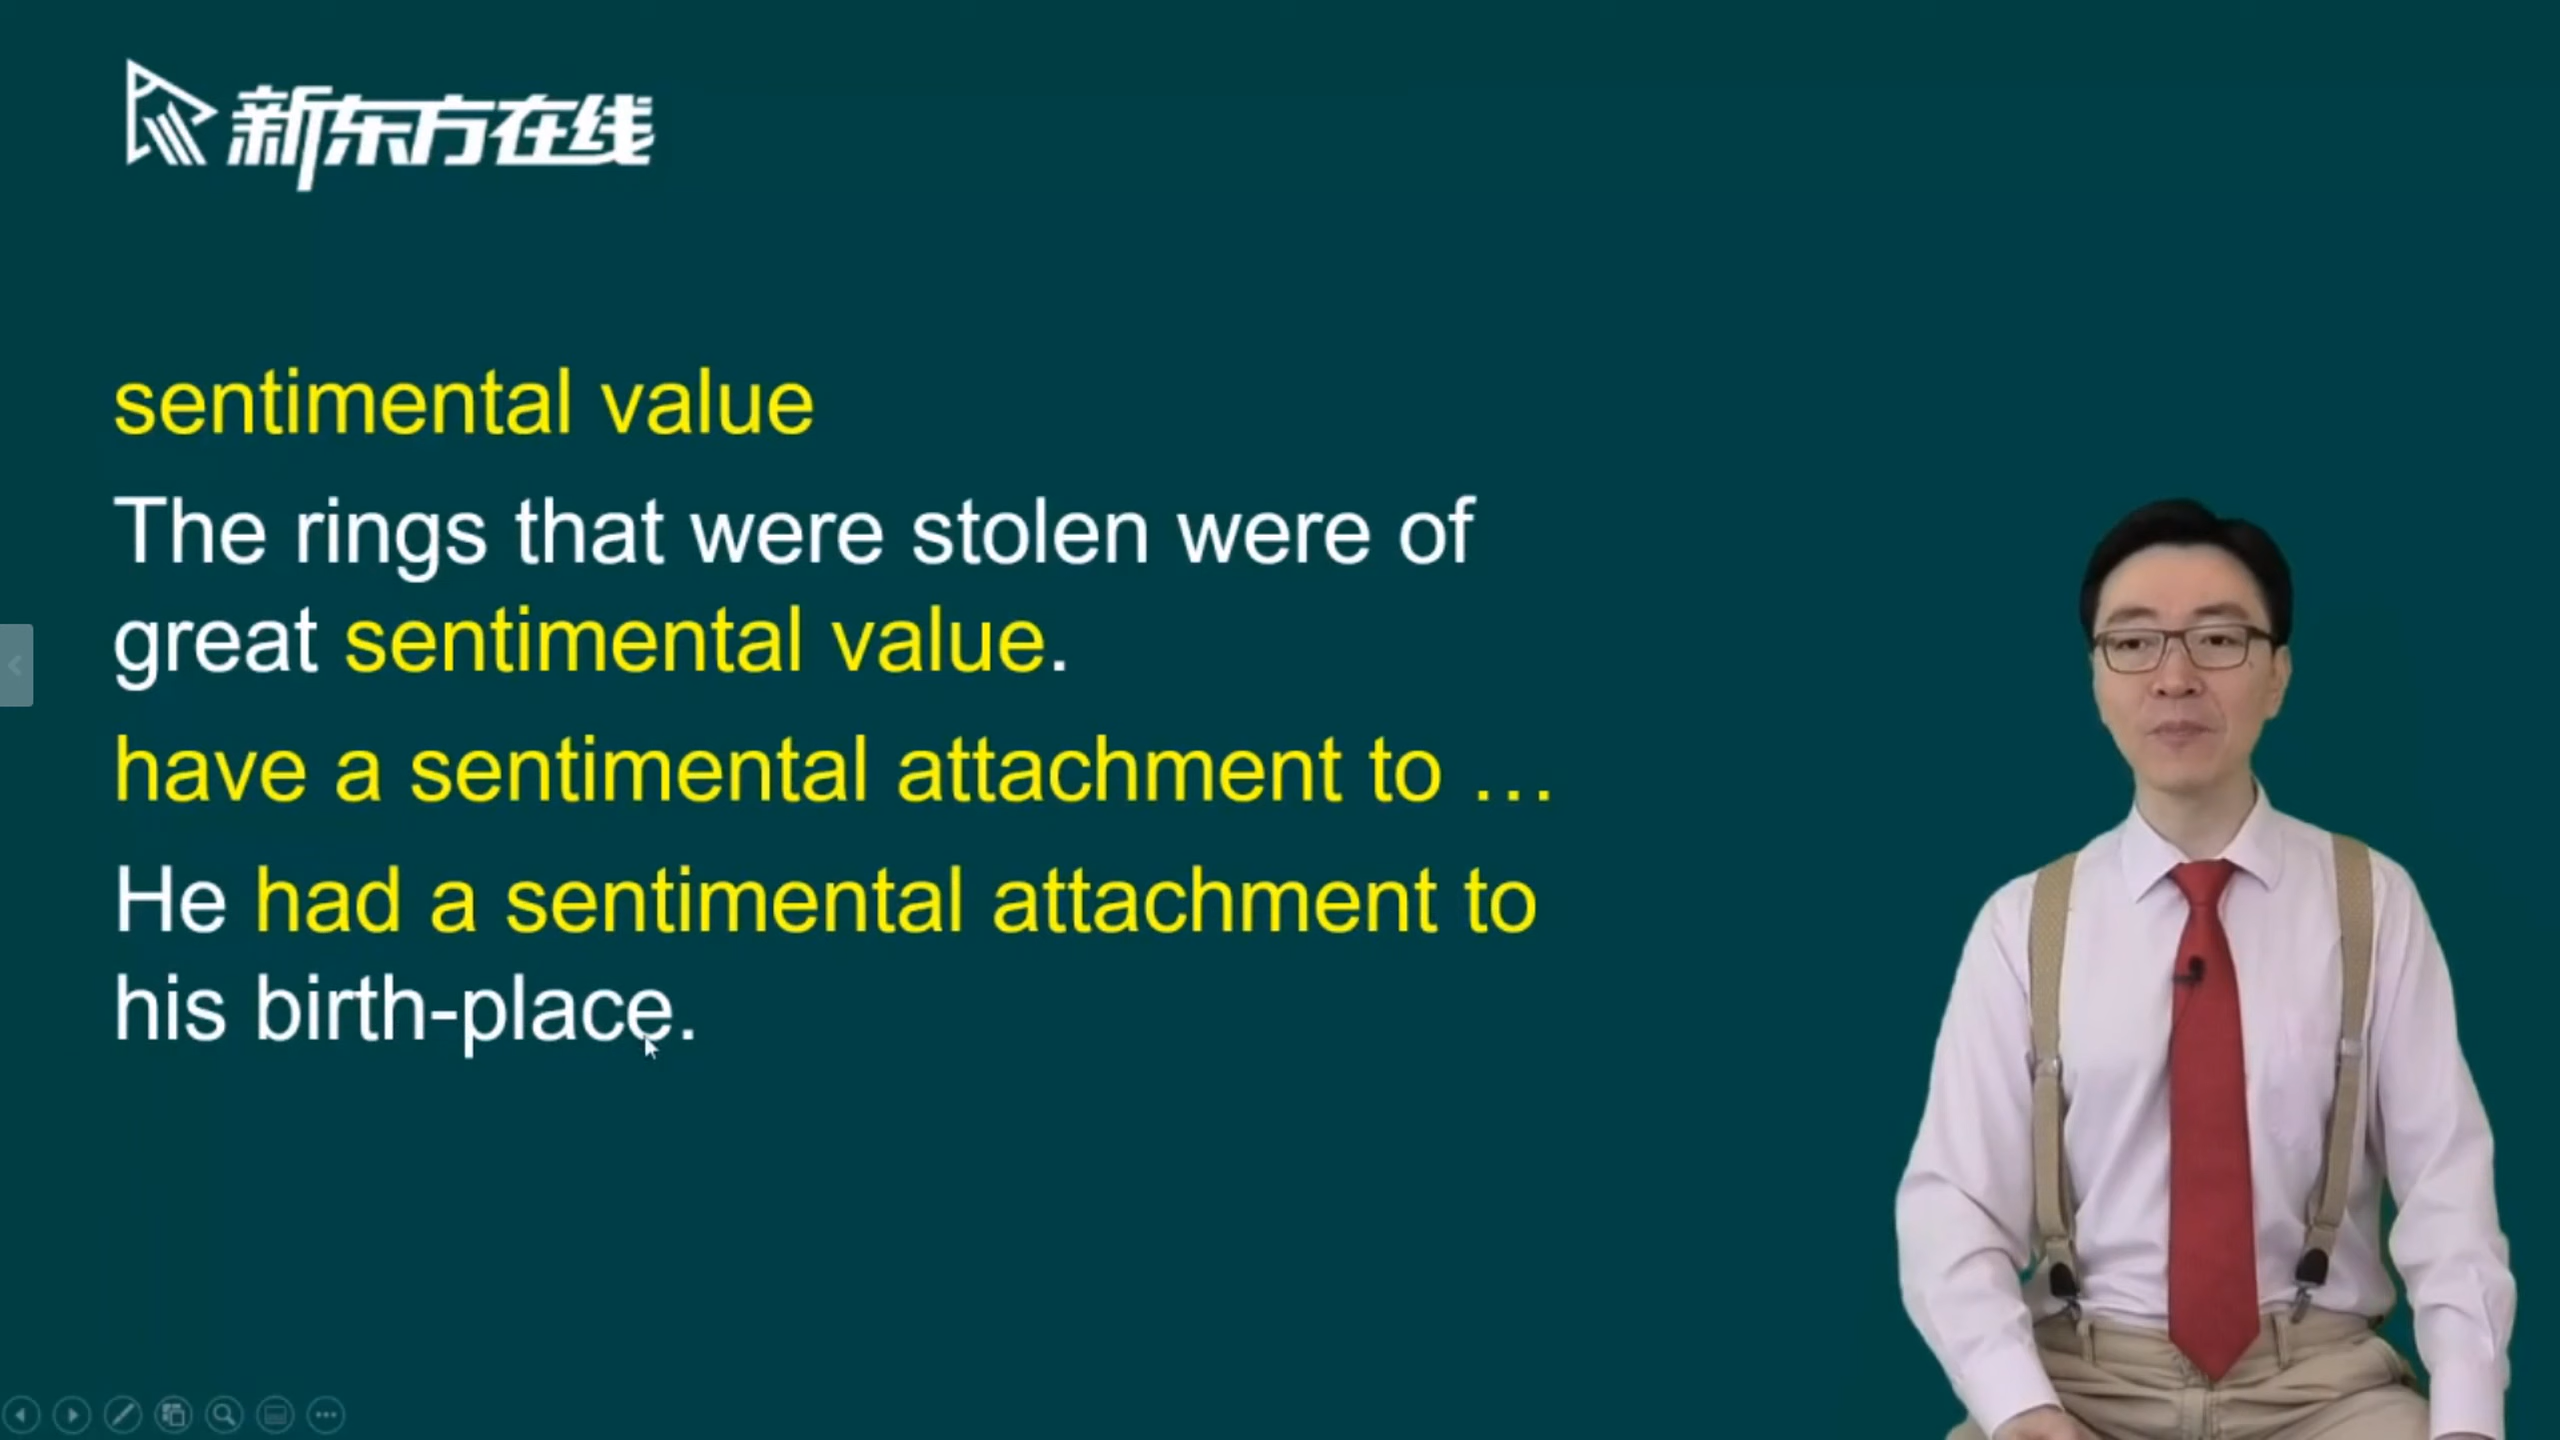 新东方在线
sentimental value
The rings that were stolen were of
great sentimental value.
have a sentimental attachment to …
He had a sentimental attachment to
his birth-place.